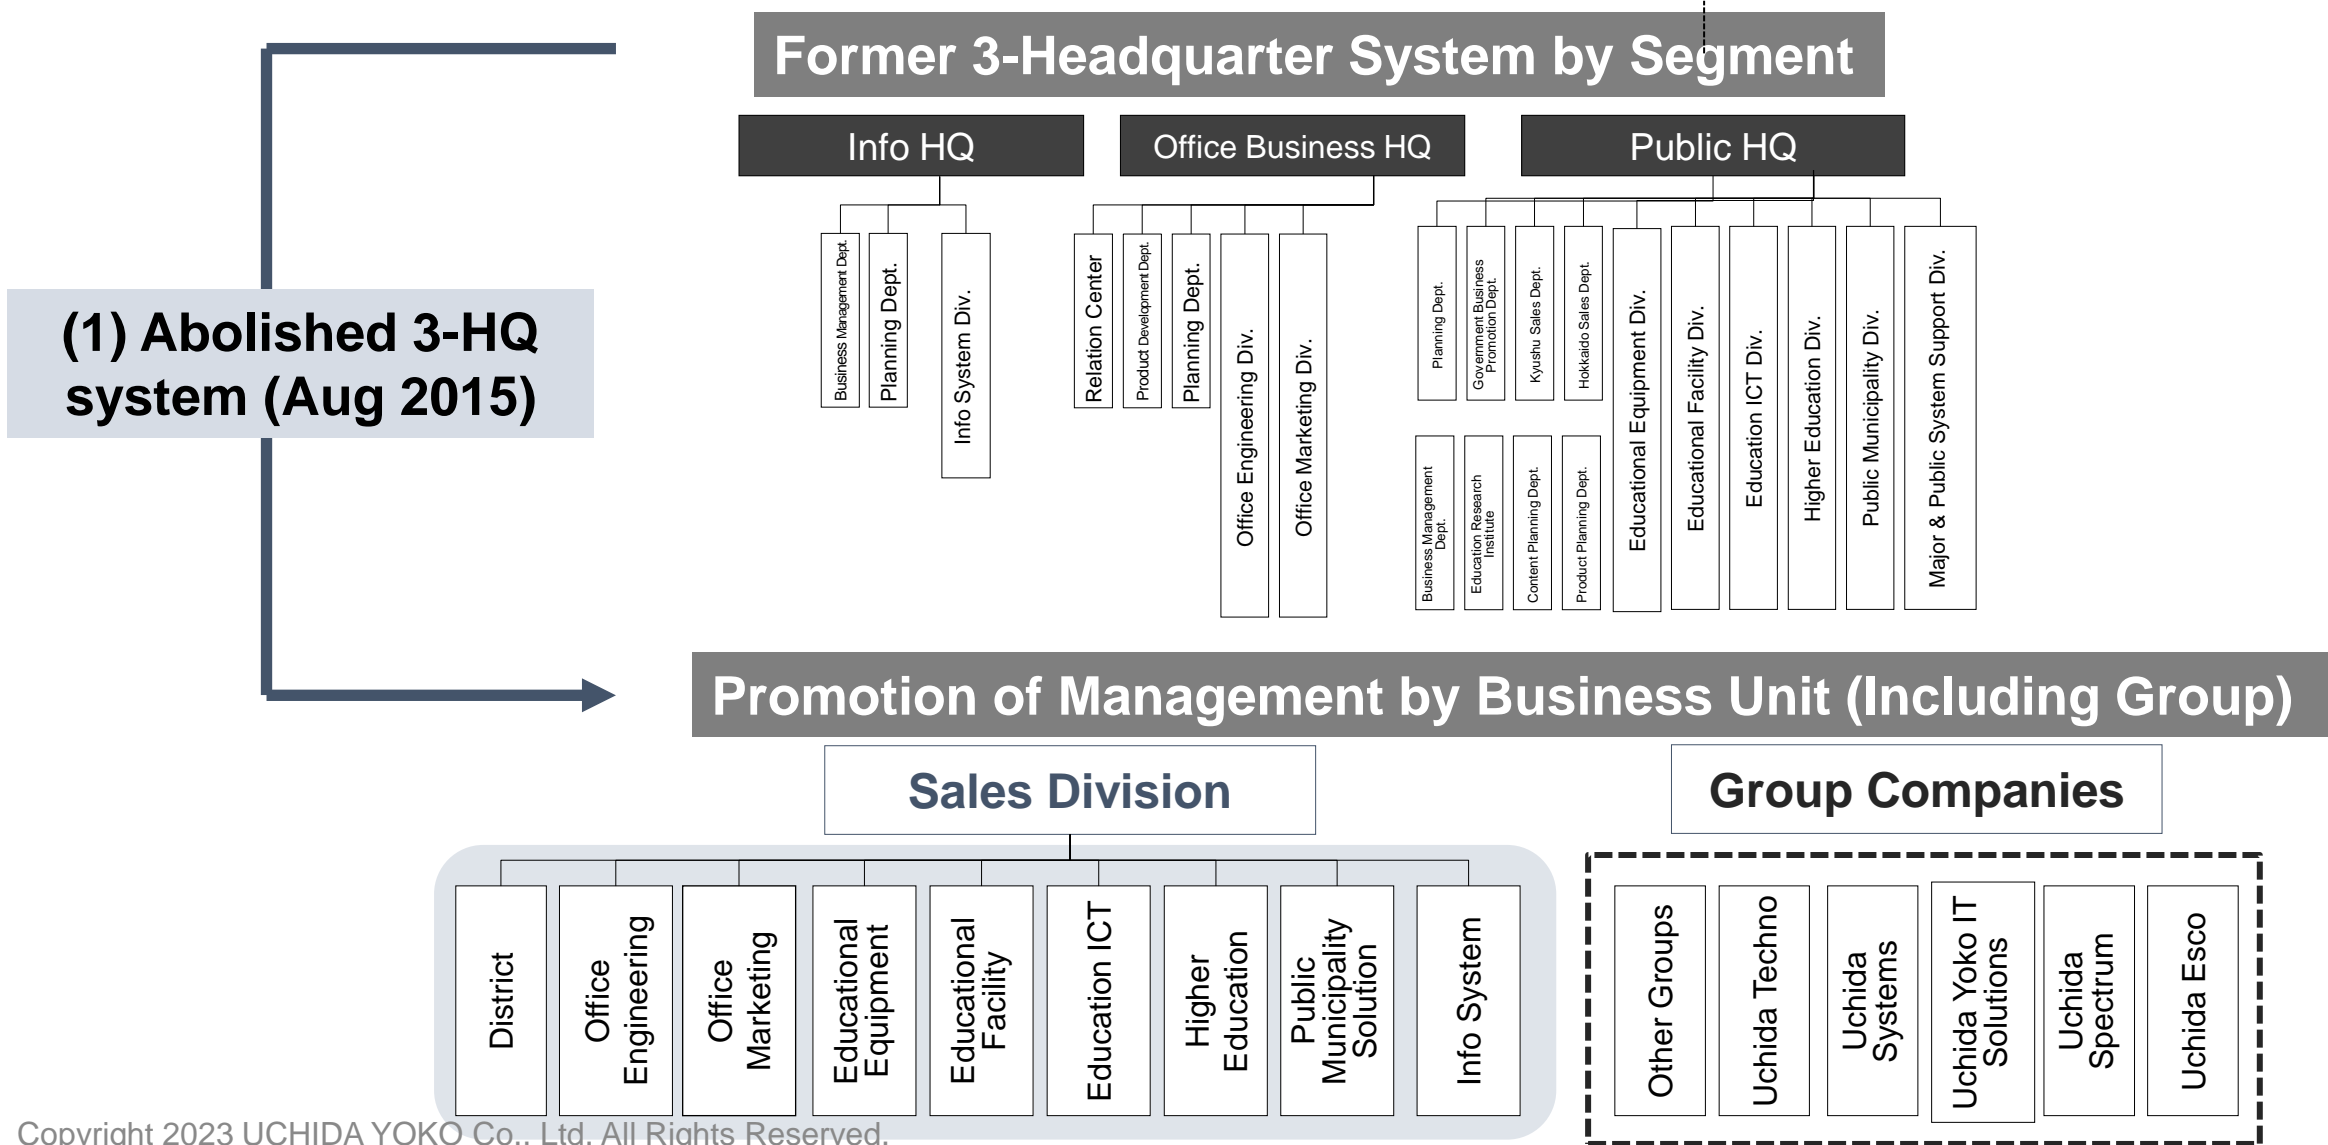 Former 3-Headquarter System by Segment
Info HQ
Office Business HQ
Public HQ
Business Management Dept.
Planning Dept.
Info System Div.
Relation Center
Product Development Dept.
Planning Dept.
Office Engineering Div.
Office Marketing Div.
Planning Dept.
Government Business
Promotion Dept.
Kyushu Sales Dept.
Hokkaido Sales Dept.
Business Management
Dept.
Education Research
Institute
Content Planning Dept.
Product Planning Dept.
Educational Equipment Div.
Educational Facility Div.
Education ICT Div.
Higher Education Div.
Public Municipality Div.
Major & Public System Support Div.
(1) Abolished 3-HQ
system (Aug 2015)
Promotion of Management by Business Unit (Including Group)
Sales Division
Group Companies
District
Office
Engineering
Office
Marketing
Educational
Equipment
Educational
Facility
Education ICT
Higher
Education
Public
Municipality
Solution
Info System
Other Groups
Uchida Techno
Uchida
Systems
Uchida Yoko IT
Solutions
Uchida
Spectrum
Uchida Esco
Copyright 2023 UCHIDA YOKO Co., Ltd. All Rights Reserved.